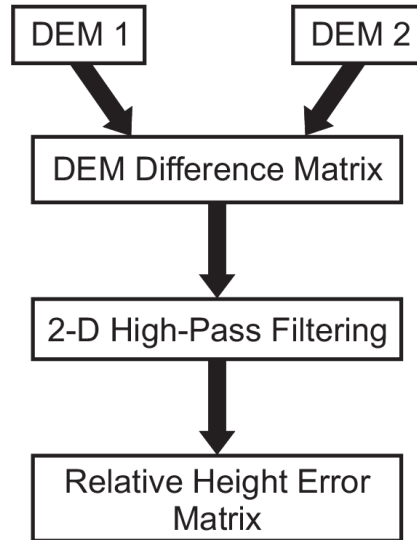 DEM 1
DEM 2
DEM Difference Matrix
2-D High-Pass Filtering
Relative Height Error
Matrix